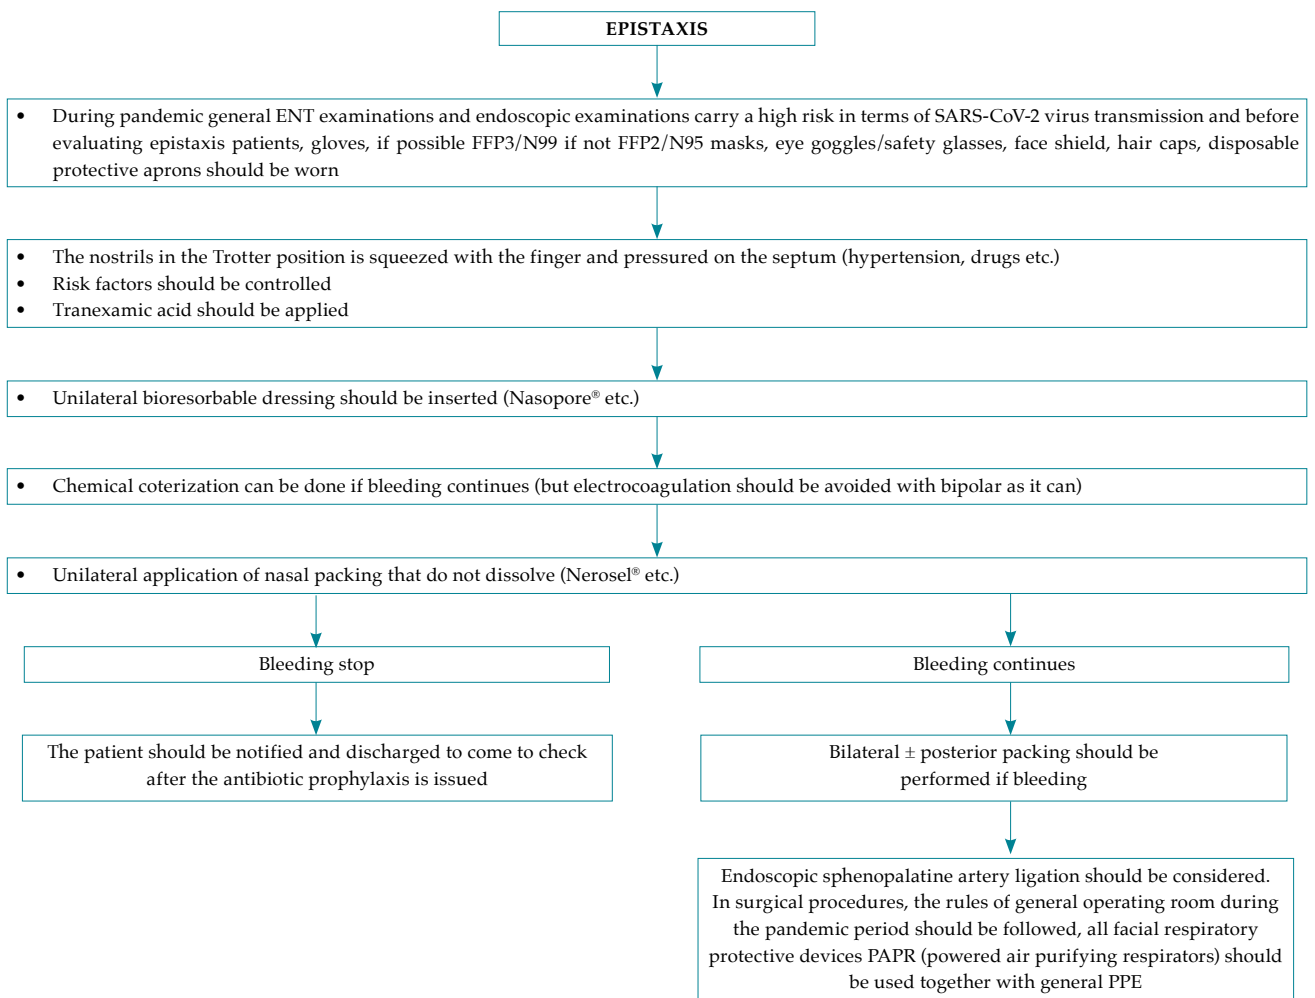 EPISTAXIS
• During pandemic general ENT examinations and endoscopic examinations carry a high risk in terms of SARS-CoV-2 virus transmission and before
evaluating epistaxis patients, gloves, if possible FFP3/N99 if not FFP2/N95 masks, eye goggles/safety glasses, face shield, hair caps, disposable
protective aprons should be worn
• The nostrils in the Trotter position is squeezed with the finger and pressured on the septum (hypertension, drugs etc.)
• Risk factors should be controlled
• Tranexamic acid should be applied
• Unilateral bioresorbable dressing should be inserted (Nasopore® etc.)
• Chemical coterization can be done if bleeding continues (but electrocoagulation should be avoided with bipolar as it can)
• Unilateral application of nasal packing that do not dissolve (Nerosel® etc.)
Bleeding stop
The patient should be notified and discharged to come to check
after the antibiotic prophylaxis is issued
Bleeding continues
Bilateral ± posterior packing should be
performed if bleeding
Endoscopic sphenopalatine artery ligation should be considered.
In surgical procedures, the rules of general operating room during
the pandemic period should be followed, all facial respiratory
protective devices PAPR (powered air purifying respirators) should
be used together with general PPE